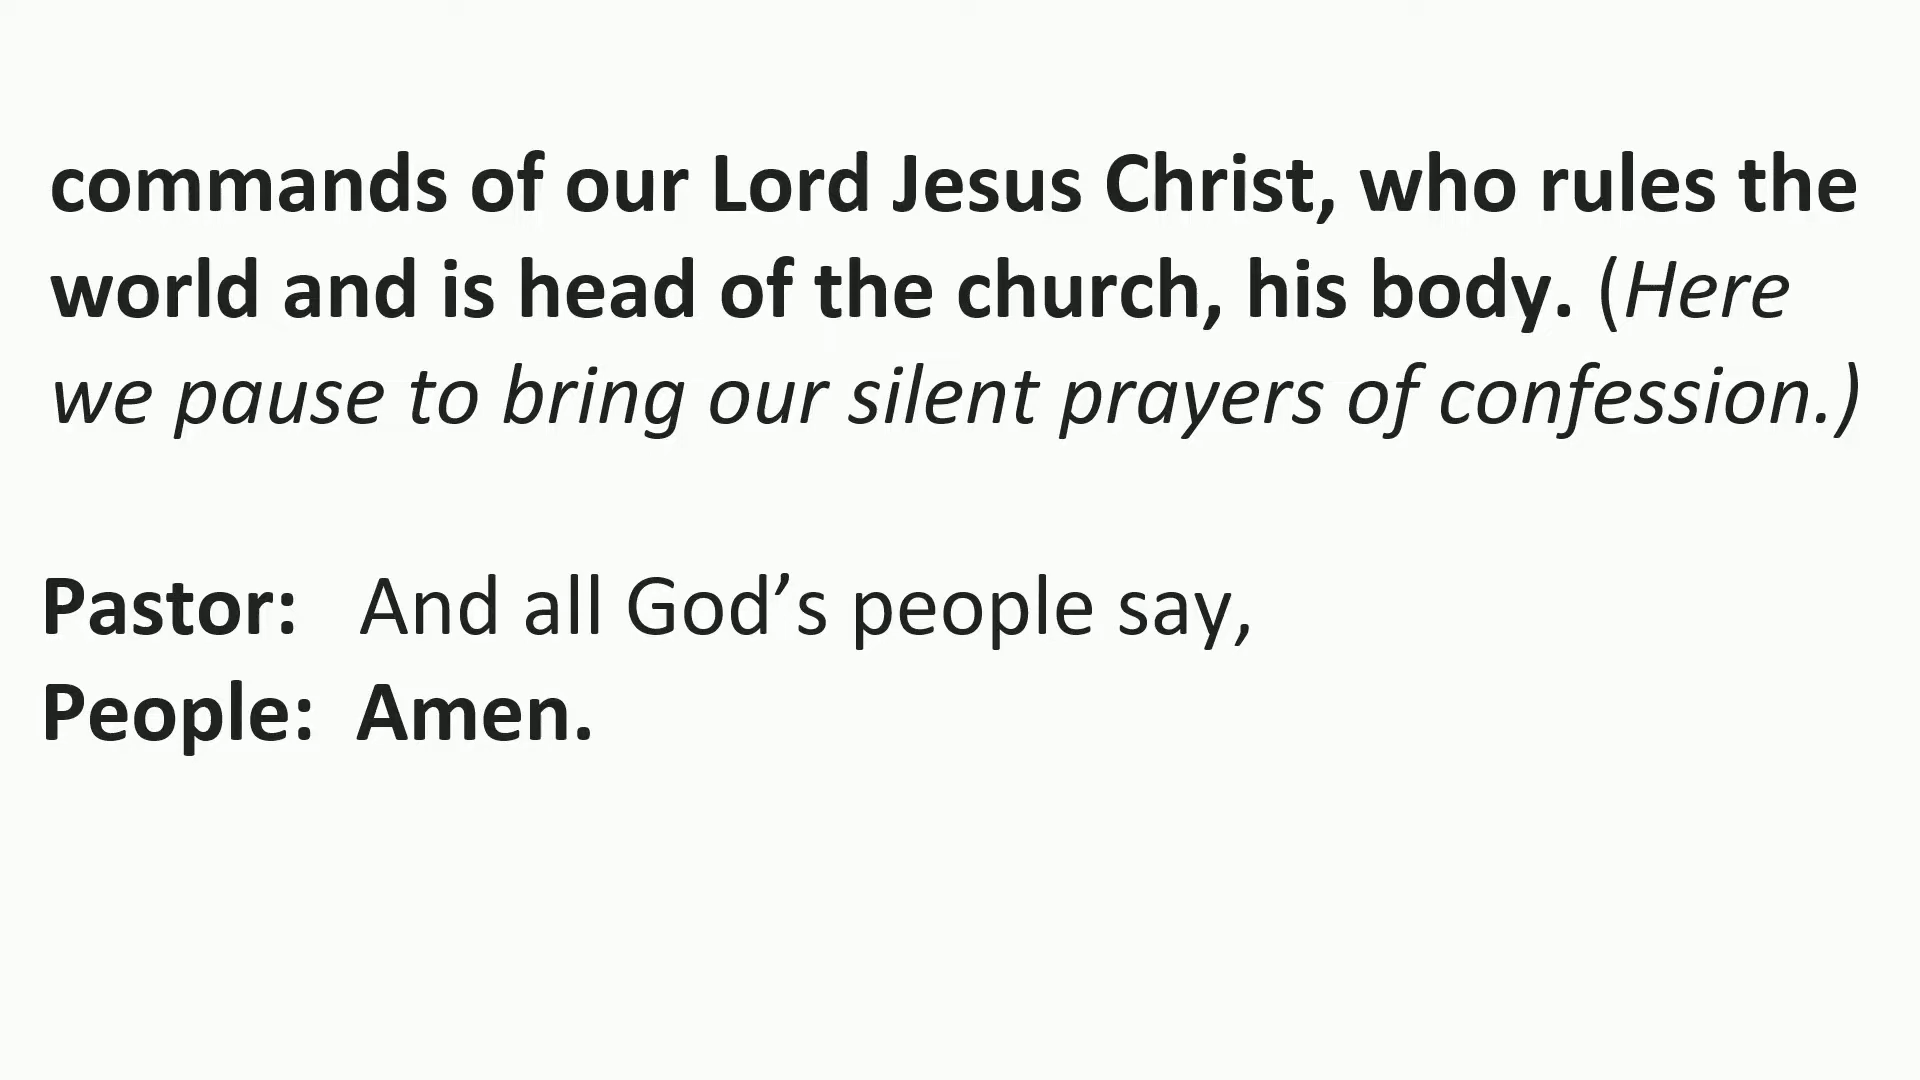 commands of our Lord Jesus Christ, who rules the
world and is head of the church, his body. (Here
we pause to bring our silent prayers of confession.)
Pastor: And all God’s people say,
People: Amen.